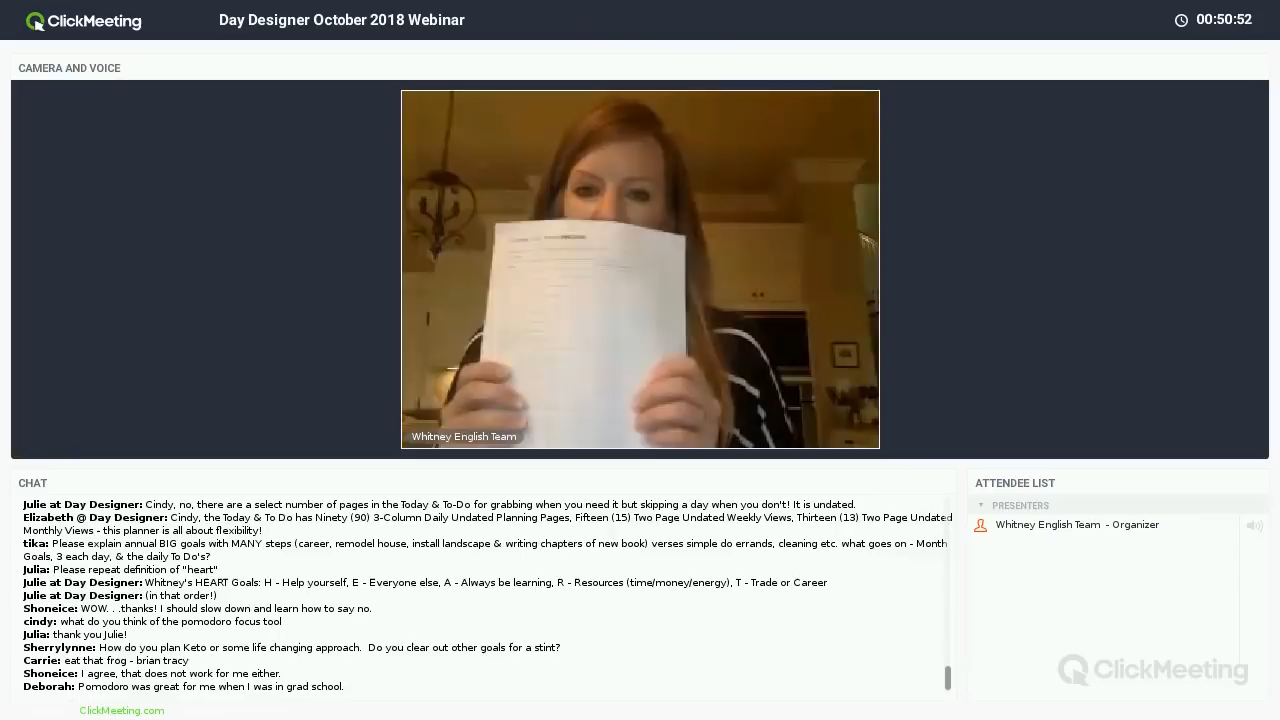 ClickMeeting
Day Designer October 2018 Webinar
00:50:52
CAMERA AND VOICE
Whitney English Team
CHAT
Julie at Day Designer: Cindy, no, there are a select number of pages in the Today & To-Do for grabbing when you need it but skipping a day when you don't! It is undated.
Elizabeth @ Day Designer: Cindy, the Today & To Do has Ninety (90) 3-Column Daily Undated Planning Pages, Fifteen (15) Two Page Undated Weekly Views, Thirteen (13) Two Page Undated
Monthly Views - this planner is all about flexibility!
tika: Please explain annual BIG goals with MANY steps (career, remodel house, install landscape & writing chapters of new book) verses simple do errands, cleaning etc. what goes on - Month
Goals, 3 each day, & the daily To Do's?
Julia: Please repeat definition of "heart"
Julie at Day Designer: Whitney's HEART Goals: H - Help yourself, E - Everyone else, A - Always be learning, R - Resources (time/money/energy), T - Trade or Career
Julie at Day Designer: (in that order!)
Shoneice: WOW. . .thanks! I should slow down and learn how to say no.
cindy: what do you think of the pomodoro focus tool
Julia: thank you Julie!
Sherrylynne: How do you plan Keto or some life changing approach.  Do you clear out other goals for a stint?
Carrie: eat that frog - brian tracy
Shoneice: I agree, that does not work for me either.
Deborah: Pomodoro was great for me when I was in grad school.
ATTENDEE LIST
PRESENTERS
Whitney English Team - Organizer
ClickMeeting
ClickMeeting.com